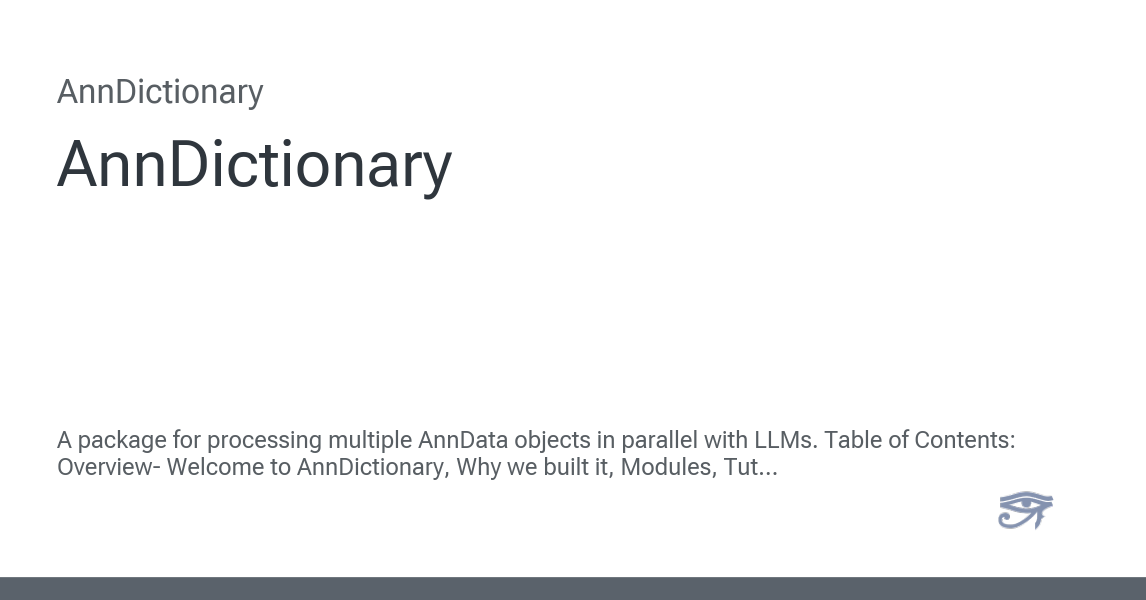 AnnDictionary
AnnDictionary
A package for processing multiple AnnData objects in parallel with LLMs. Table of Contents:
Overview- Welcome to AnnDictionary, Why we built it, Modules, Tut...